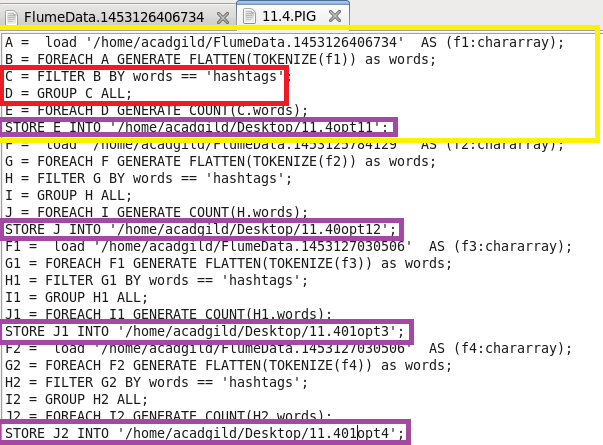 FlumeData.1453126406734 11.4.PIG
A =  load '/home/acadgild/FlumeData.1453126406734'  AS (f1:chararray);
B = FOREACH A GENERATE FLATTEN(TOKENIZE(f1)) as words;
C = FILTER B BY words == 'hashtags';
D = GROUP C ALL;
E = FOREACH D GENERATE COUNT(C.words);
STORE E INTO '/home/acadgild/Desktop/11.4opt11';
F =  load '/home/acadgild/FlumeData.1453125784129'  AS (f2:chararray);
G = FOREACH F GENERATE FLATTEN(TOKENIZE(f2)) as words;
H = FILTER G BY words == 'hashtags';
I = GROUP H ALL;
J = FOREACH I GENERATE COUNT(H.words);
STORE J INTO '/home/acadgild/Desktop/11.40opt12';
F1 =  load '/home/acadgild/FlumeData.1453127030506'  AS (f3:chararray);
G1 = FOREACH F1 GENERATE FLATTEN(TOKENIZE(f3)) as words;
H1 = FILTER G1 BY words == 'hashtags';
I1 = GROUP H1 ALL;
J1 = FOREACH I1 GENERATE COUNT(H1.words);
STORE J1 INTO '/home/acadgild/Desktop/11.401opt3';
F2 =  load '/home/acadgild/FlumeData.1453127030506'  AS (f4:chararray);
G2 = FOREACH F2 GENERATE FLATTEN(TOKENIZE(f4)) as words;
H2 = FILTER G2 BY words == 'hashtags';
I2 = GROUP H2 ALL;
J2 = FOREACH I2 GENERATE COUNT(H2.words);
STORE J2 INTO '/home/acadgild/Desktop/11.401opt4';